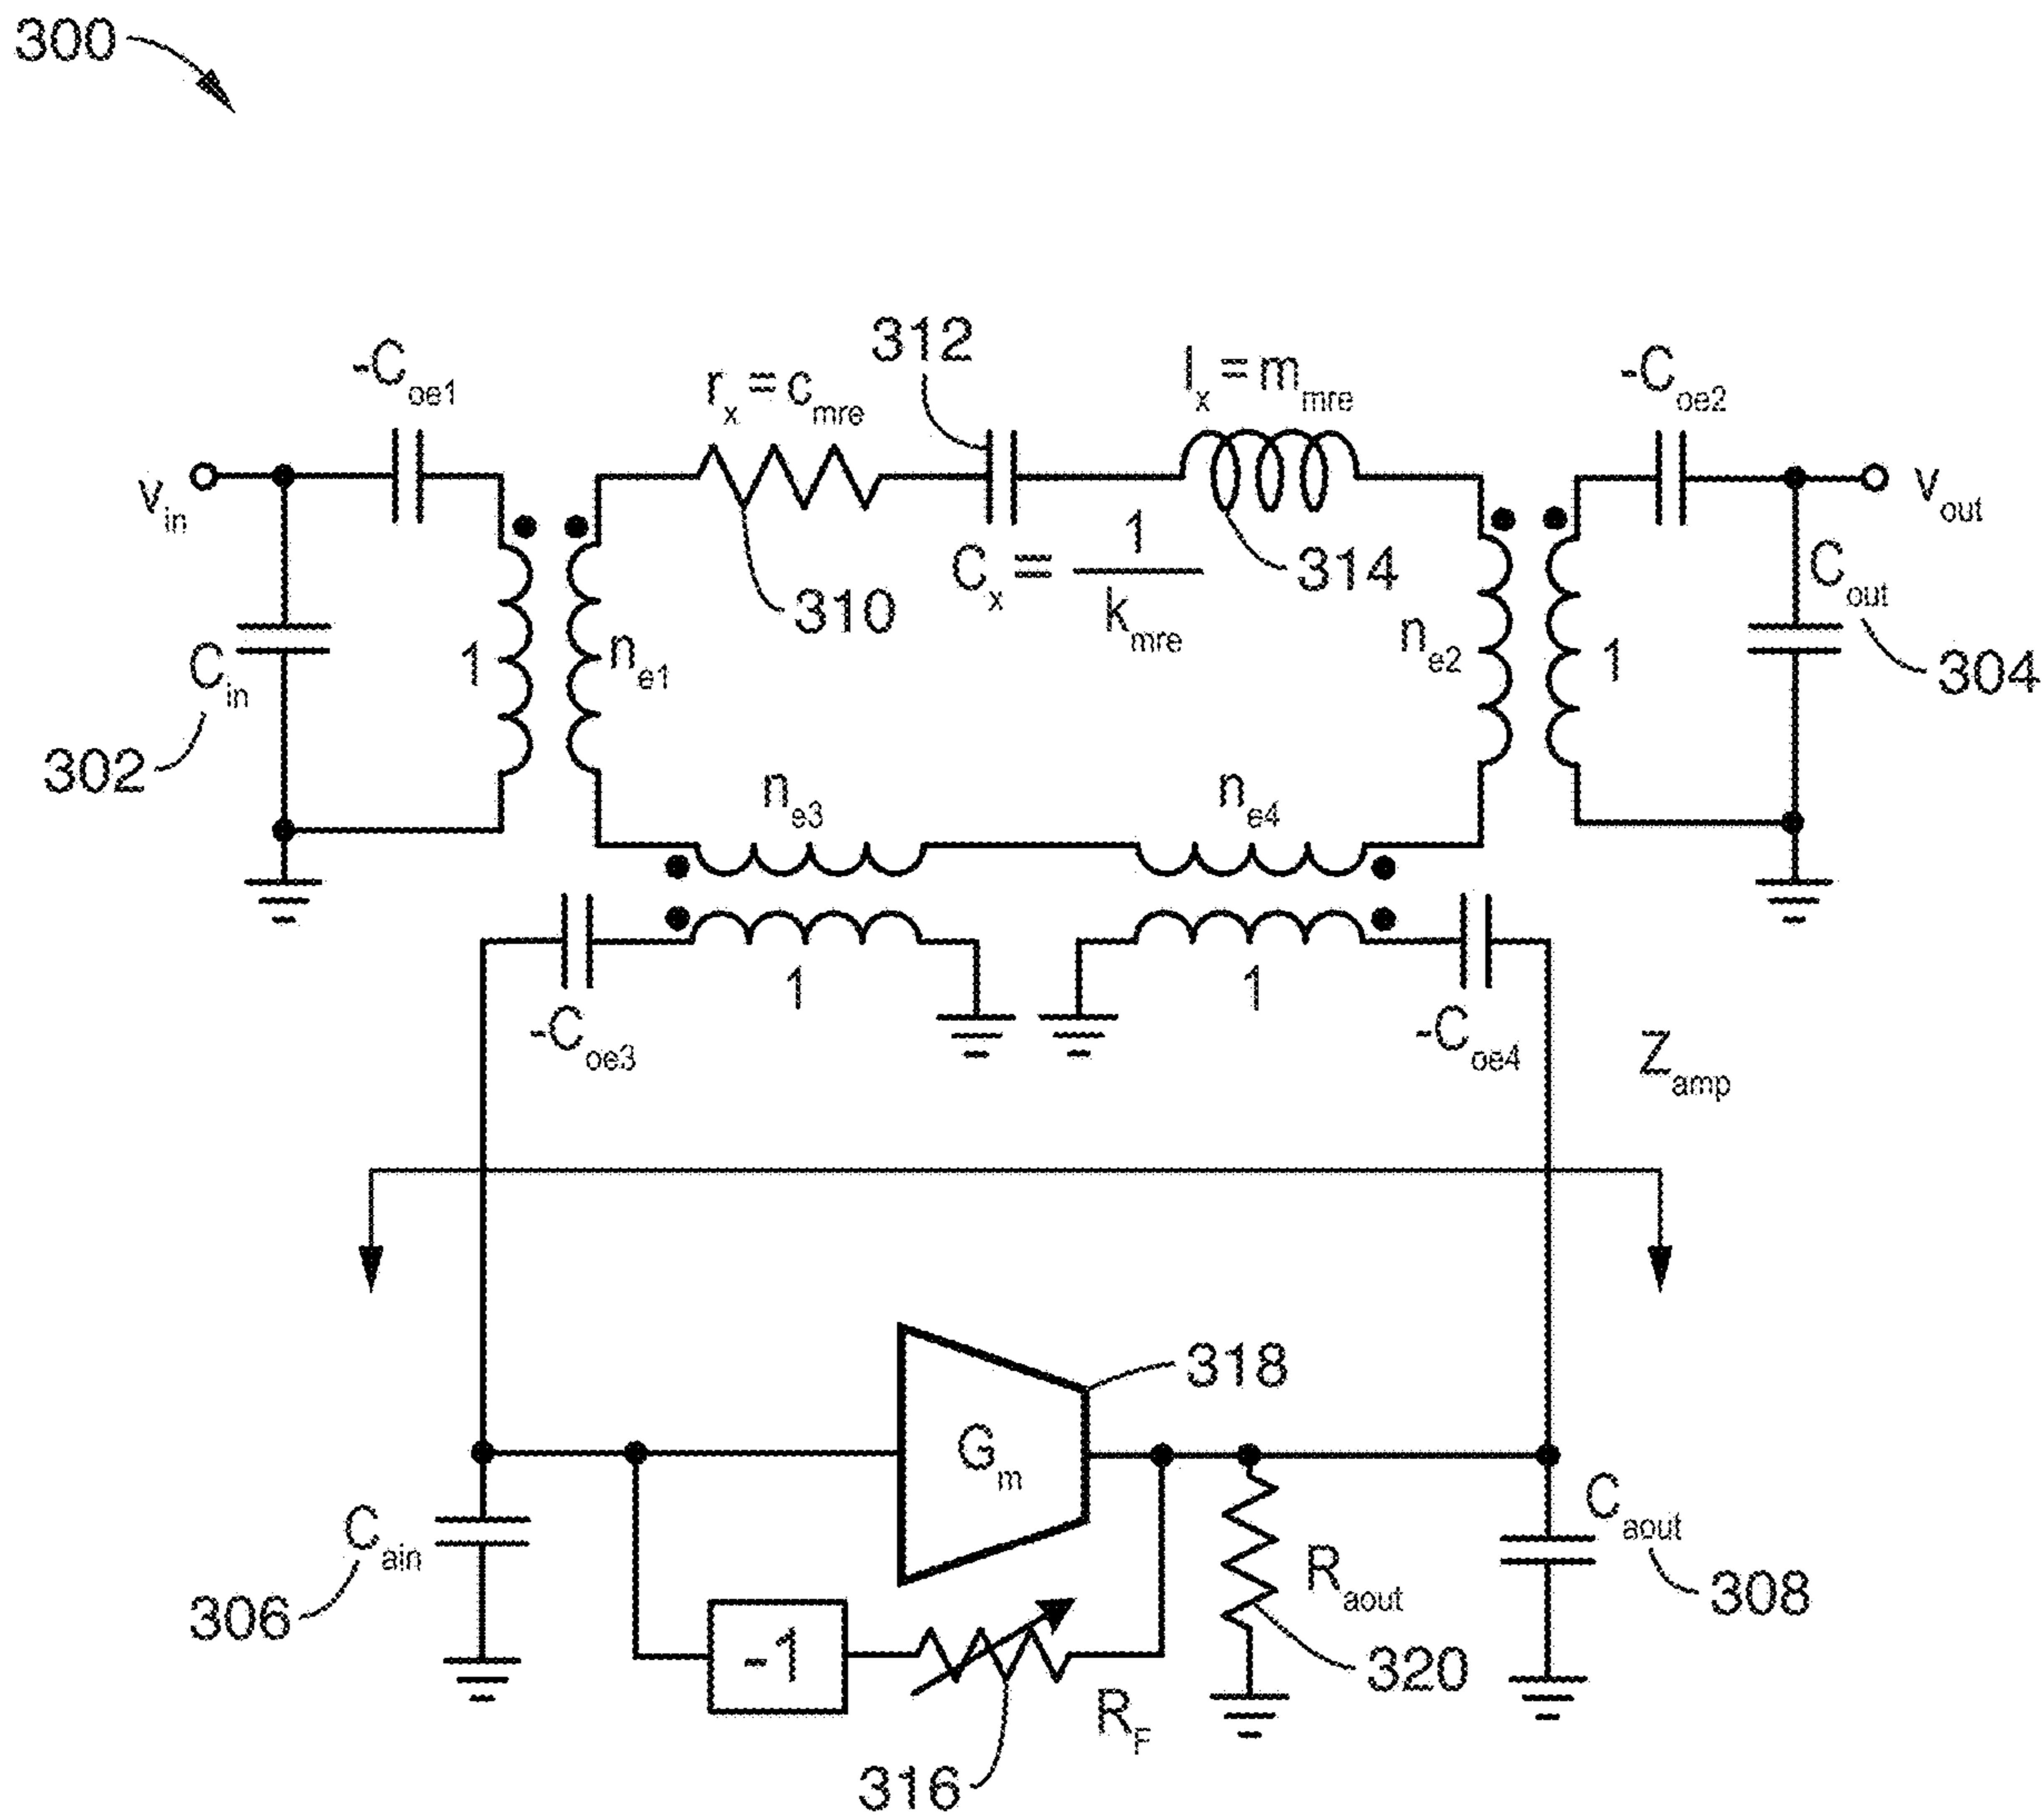 300
312
-C_oe1
r_x = c_mre
l_x = m_mre
-C_oe2
v_in
v_out
C_x = 1/k_mre
310
314
C_in
1
n_e1
n_e2
1
C_out
304
302
n_e3
n_e4
1
1
-C_oe3
-C_oe4
Z_amp
318
G_m
C_ain
C_aout
306
-1
R_F
R_aout
308
320
316